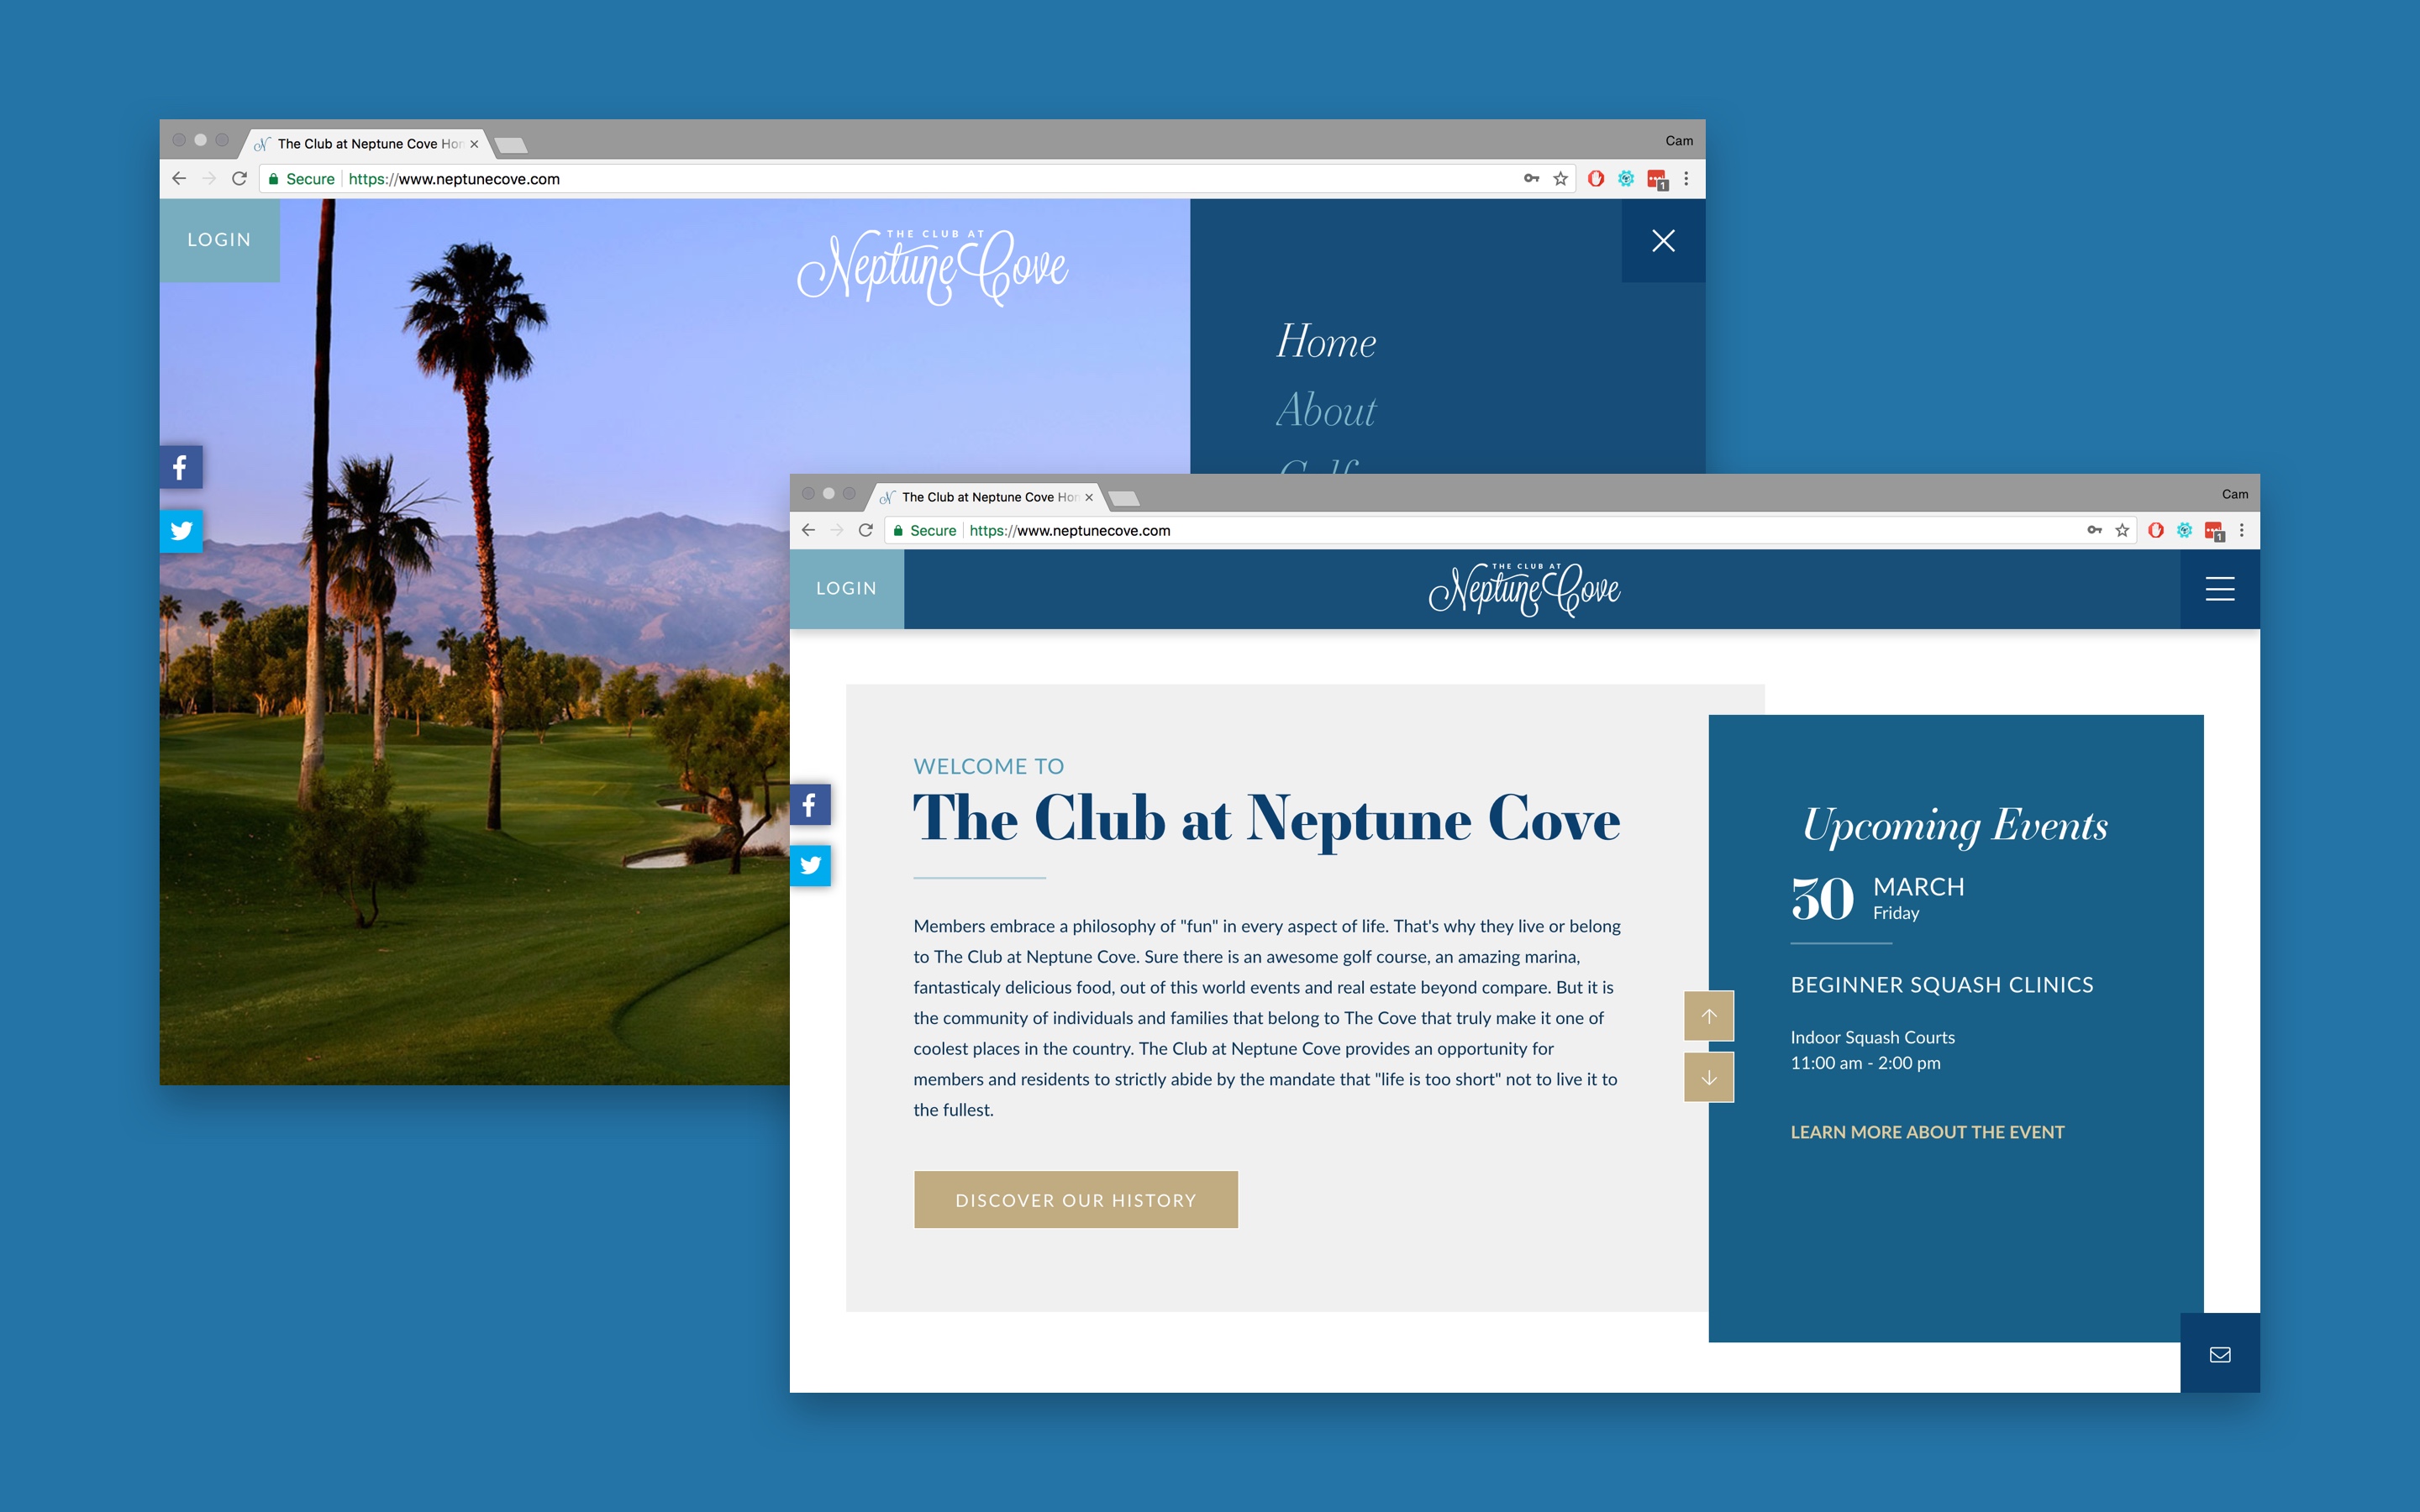 The Club at Neptune Cove Hom
Cam
Secure https://www.neptunecove.com
1
LOGIN
THE CLUB AT
Neptune Cove
Home
About
Golf
The Club at Neptune Cove Hom
Cam
Secure https://www.neptunecove.com
1
LOGIN
THE CLUB AT
Neptune Cove
WELCOME TO
The Club at Neptune Cove
Members embrace a philosophy of "fun" in every aspect of life. That's why they live or belong
to The Club at Neptune Cove. Sure there is an awesome golf course, an amazing marina,
fantasticaly delicious food, out of this world events and real estate beyond compare. But it is
the community of individuals and families that belong to The Cove that truly make it one of
coolest places in the country. The Club at Neptune Cove provides an opportunity for
members and residents to strictly abide by the mandate that "life is too short" not to live it to
the fullest.
DISCOVER OUR HISTORY
Upcoming Events
30 MARCH
Friday
BEGINNER SQUASH CLINICS
Indoor Squash Courts
11:00 am - 2:00 pm
LEARN MORE ABOUT THE EVENT